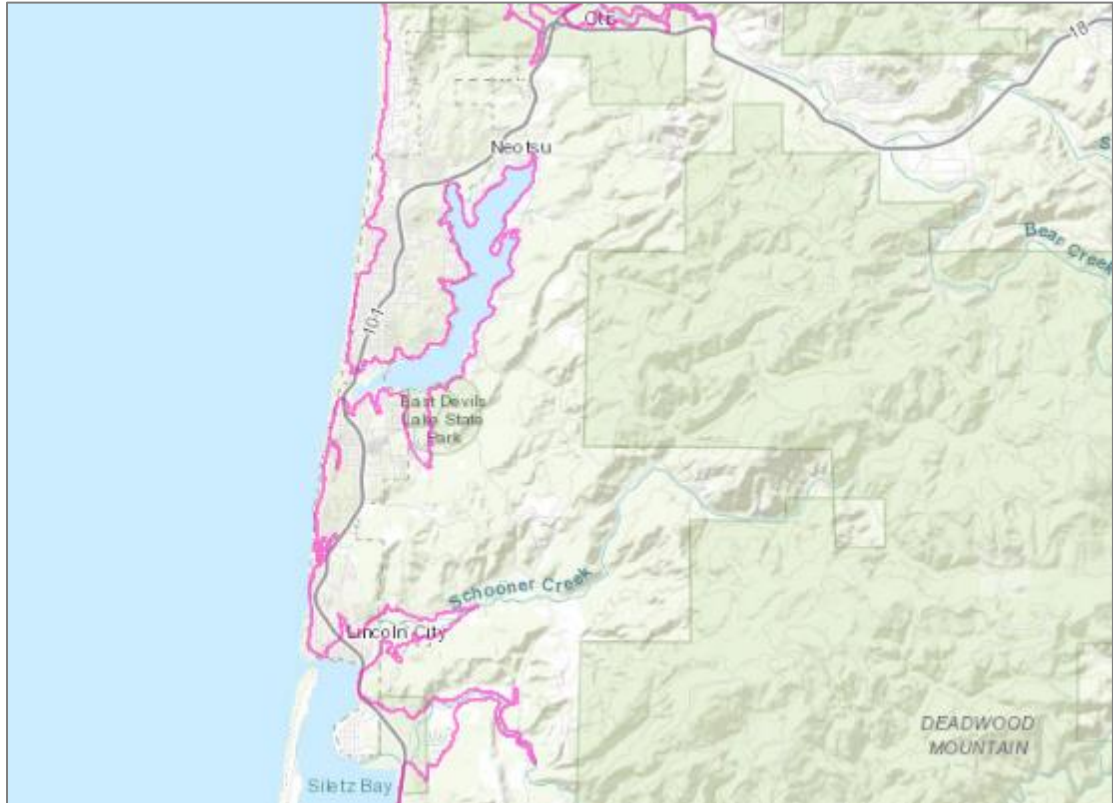 Otis
18
Neotsu
S
Bear Creek
101
East Devils
Lake State
Park
Schooner Creek
Lincoln City
DEADWOOD
MOUNTAIN
Siletz Bay